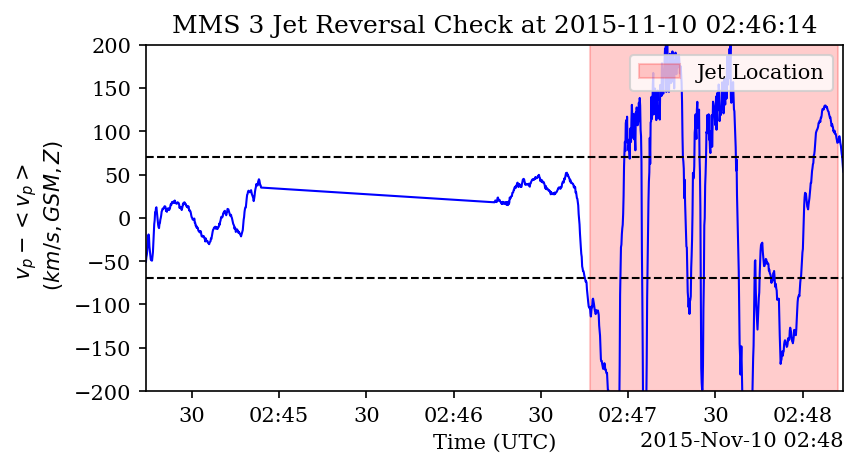 MMS 3 Jet Reversal Check at 2015-11-10 02:46:14
v_p − < v_p >
(km/s, GSM, Z)
200
150
100
50
0
−50
−100
−150
−200
Jet Location
30 02:45 30 02:46 30 02:47 30 02:48
Time (UTC)
2015-Nov-10 02:48